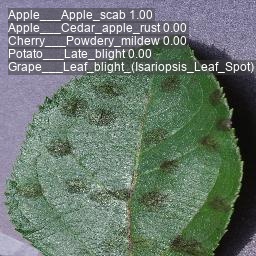 Apple___Apple_scab 1.00
Apple___Cedar_apple_rust 0.00
Cherry___Powdery_mildew 0.00
Potato___Late_blight 0.00
Grape___Leaf_blight_(Isariopsis_Leaf_Spot)